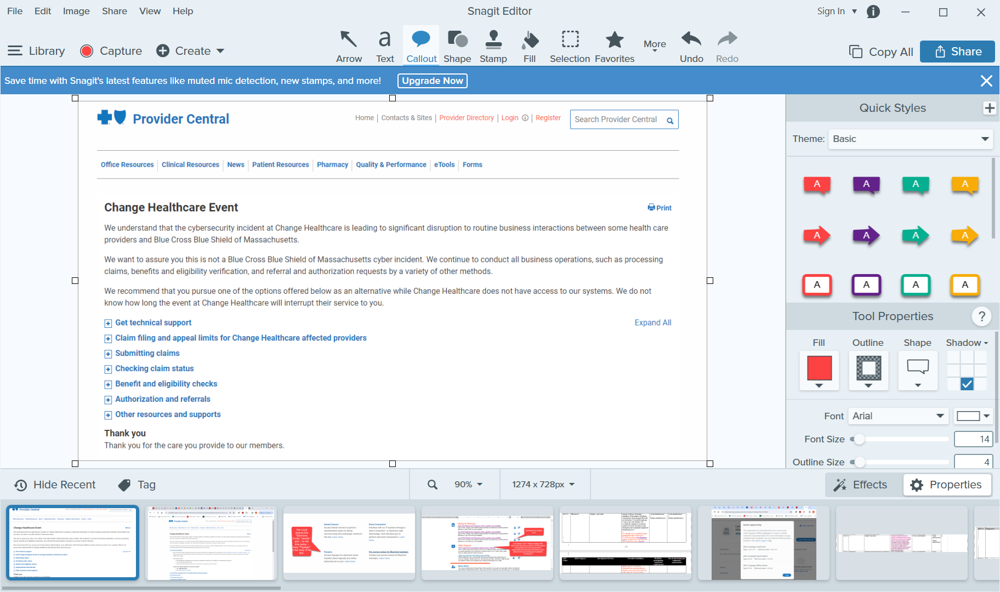 File Edit Image Share View Help Snagit Editor Sign In
Library Capture Create Arrow Text Callout Shape Stamp Fill Selection Favorites More Undo Redo Copy All Share
Save time with Snagit's latest features like muted mic detection, new stamps, and more! Upgrade Now
Provider Central Home | Contacts & Sites | Provider Directory | Login | Register Search Provider Central
Office Resources Clinical Resources News Patient Resources Pharmacy Quality & Performance eTools Forms
Change Healthcare Event Print
We understand that the cybersecurity incident at Change Healthcare is leading to significant disruption to routine business interactions between some health care
providers and Blue Cross Blue Shield of Massachusetts.
We want to assure you this is not a Blue Cross Blue Shield of Massachusetts cyber incident. We continue to conduct all business operations, such as processing
claims, benefits and eligibility verification, and referral and authorization requests by a variety of other methods.
We recommend that you pursue one of the options offered below as an alternative while Change Healthcare does not have access to our systems. We do not
know how long the event at Change Healthcare will interrupt their service to you.
Get technical support Expand All
Claim filing and appeal limits for Change Healthcare affected providers
Submitting claims
Checking claim status
Benefit and eligibility checks
Authorization and referrals
Other resources and supports
Thank you
Thank you for the care you provide to our members.
Quick Styles
Theme: Basic
A A A A
A A A A
A A A A
Tool Properties ?
Fill Outline Shape Shadow
Font Arial
Font Size 14
Outline Size 4
Hide Recent Tag 90% 1274 x 728px Effects Properties